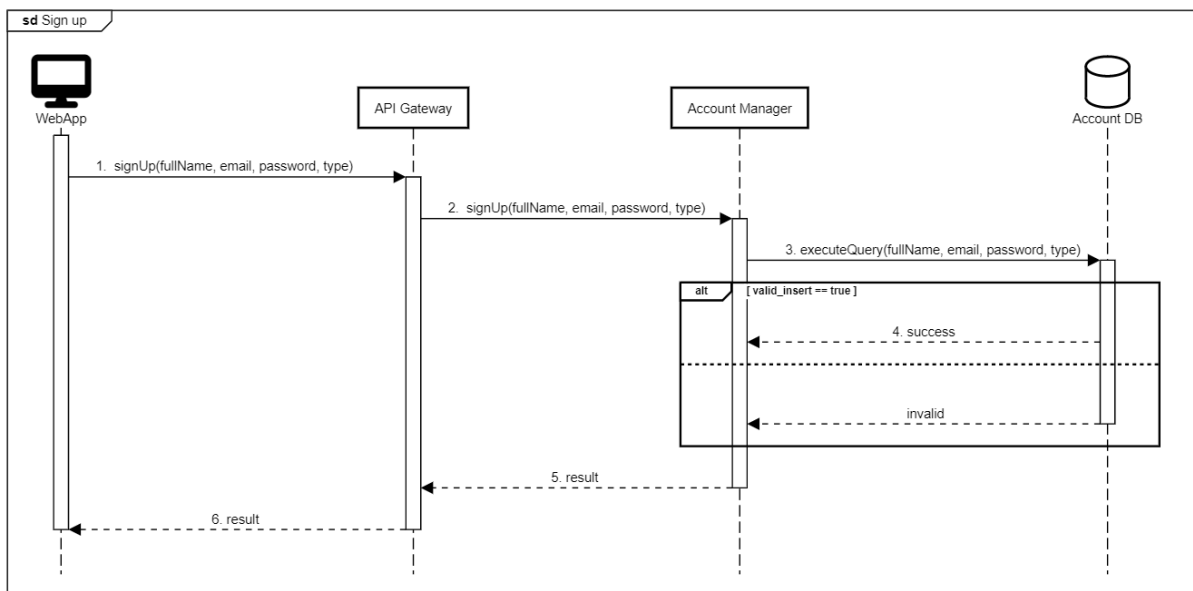 sd Sign up
WebApp
API Gateway
Account Manager
Account DB
1. signUp(fullName, email, password, type)
2. signUp(fullName, email, password, type)
3. executeQuery(fullName, email, password, type)
alt
[ valid_insert == true ]
4. success
invalid
5. result
6. result